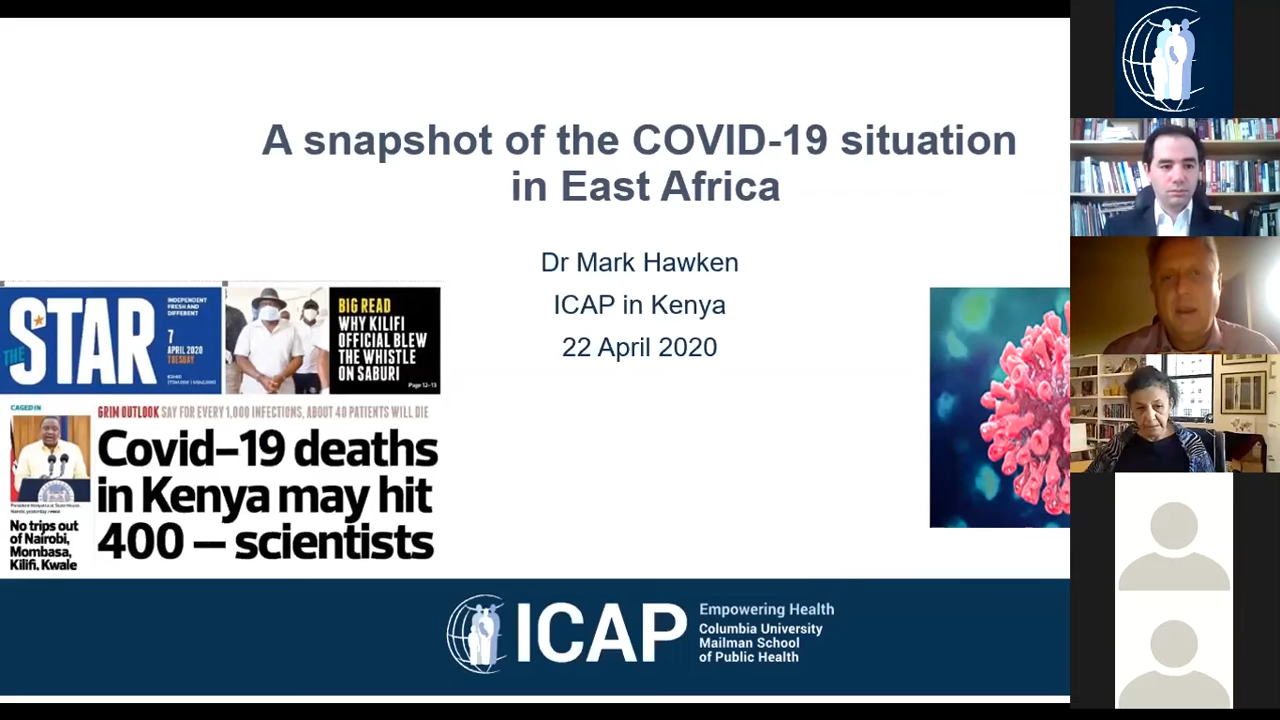 A snapshot of the COVID-19 situation
in East Africa
Dr Mark Hawken
ICAP in Kenya
22 April 2020
THE STAR
INDEPENDENT
FRESH AND
DIFFERENT
7
APRIL 2020
TUESDAY
BIG READ
WHY KILIFI
OFFICIAL BLEW
THE WHISTLE
ON SABURI
Page 12-13
CAGED IN
GRIM OUTLOOK SAY FOR EVERY 1,000 INFECTIONS, ABOUT 40 PATIENTS WILL DIE
Covid-19 deaths
in Kenya may hit
400 – scientists
No trips out
of Nairobi,
Mombasa,
Kilifi, Kwale
ICAP
Empowering Health
Columbia University
Mailman School
of Public Health